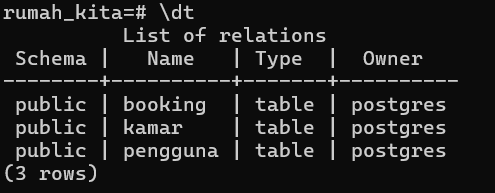 rumah_kita=# \dt
          List of relations
 Schema |   Name   | Type  |  Owner
--------+----------+-------+----------
 public | booking  | table | postgres
 public | kamar    | table | postgres
 public | pengguna | table | postgres
(3 rows)